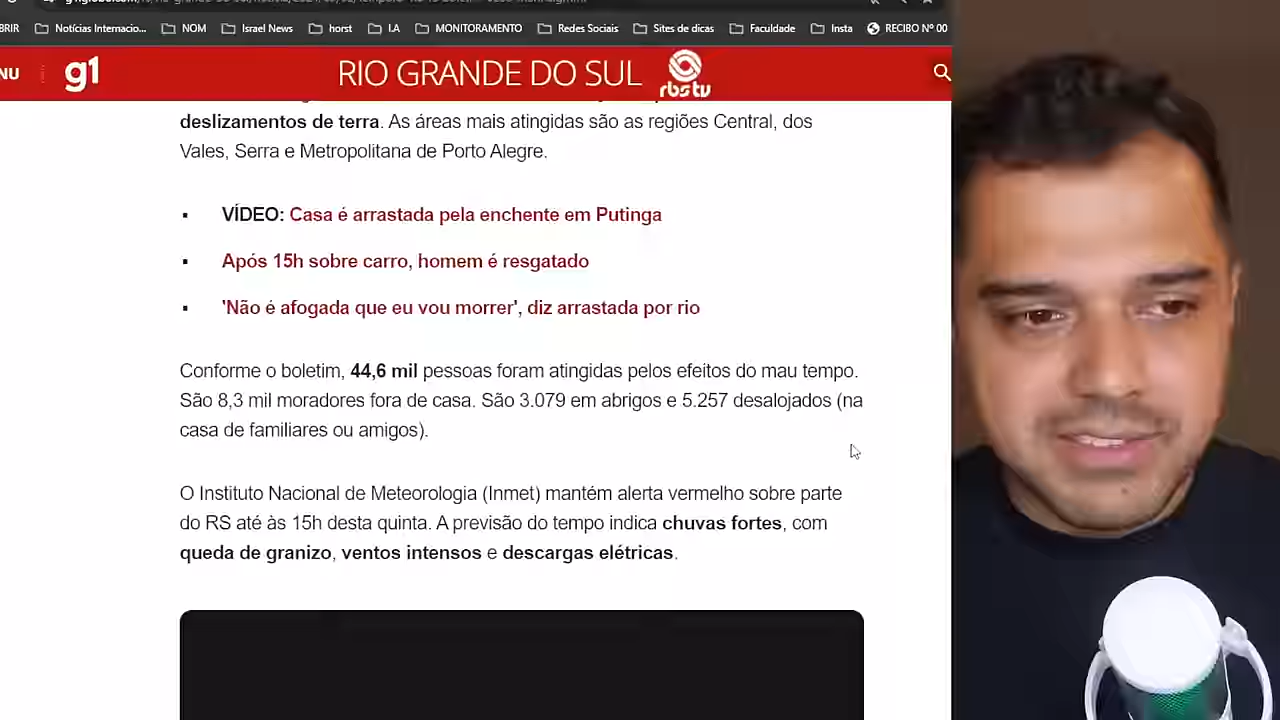 BRIR Notícias Internacio... NOM Israel News horst I.A MONITORAMENTO Redes Sociais Sites de dicas Faculdade Insta RECIBO Nº 00
NU g1 RIO GRANDE DO SUL rbs tv
deslizamentos de terra. As áreas mais atingidas são as regiões Central, dos
Vales, Serra e Metropolitana de Porto Alegre.
VÍDEO: Casa é arrastada pela enchente em Putinga
Após 15h sobre carro, homem é resgatado
'Não é afogada que eu vou morrer', diz arrastada por rio
Conforme o boletim, 44,6 mil pessoas foram atingidas pelos efeitos do mau tempo.
São 8,3 mil moradores fora de casa. São 3.079 em abrigos e 5.257 desalojados (na
casa de familiares ou amigos).
O Instituto Nacional de Meteorologia (Inmet) mantém alerta vermelho sobre parte
do RS até às 15h desta quinta. A previsão do tempo indica chuvas fortes, com
queda de granizo, ventos intensos e descargas elétricas.